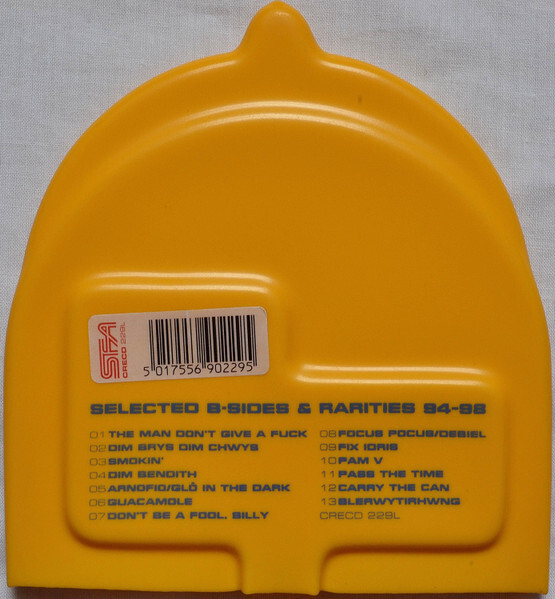 SFA
CRECD 229L
5 017556 902295
SELECTED B-SIDES & RARITIES 94-98
01 THE MAN DON'T GIVE A FUCK
02 DIM BRYS DIM CHWYS
03 SMOKIN'
04 DIM BENDITH
05 ARNOFIO/GLÔ IN THE DARK
06 GUACAMOLE
07 DON'T BE A FOOL, BILLY
08 FOCUS POCUS/DEBIEL
09 FIX IDRIS
10 PAM V
11 PASS THE TIME
12 CARRY THE CAN
13 BLERWYTIRHWNG
CRECD 229L